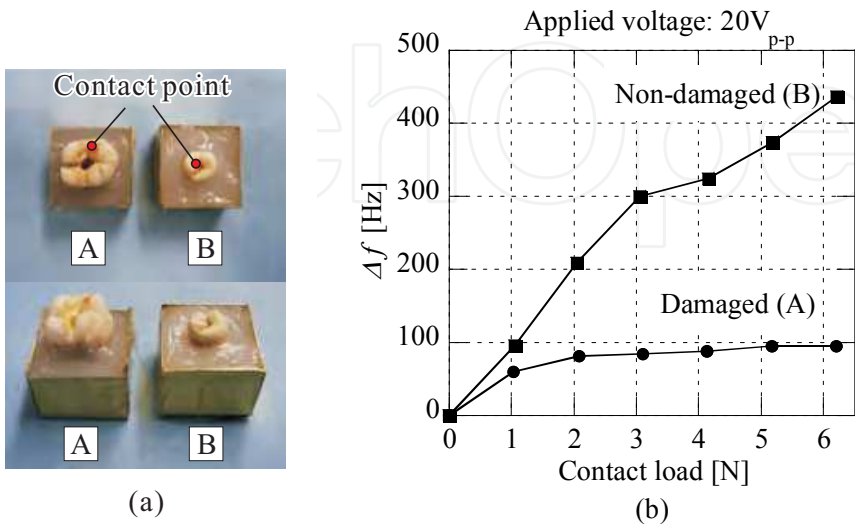 Contact point
A
B
A
B
(a)
Applied voltage: 20V p-p
500
400
300
200
100
0
Δf [Hz]
Non-damaged (B)
Damaged (A)
0 1 2 3 4 5 6
Contact load [N]
(b)